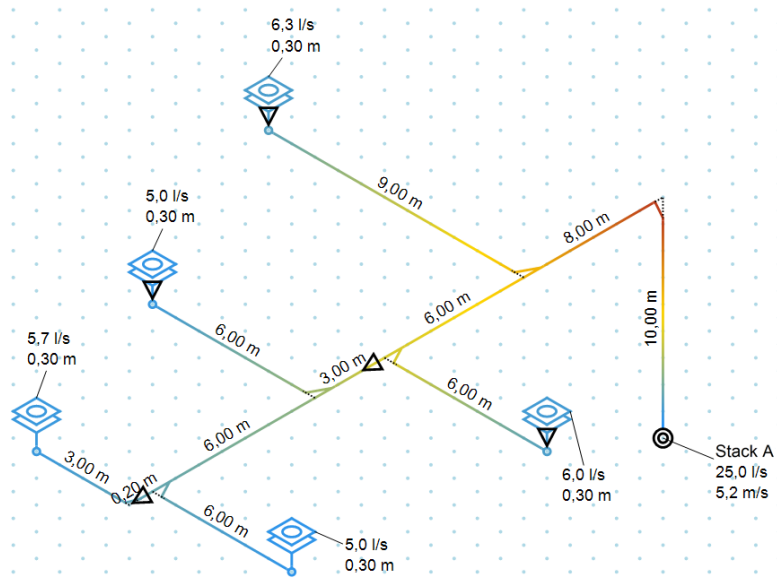 6,3 l/s
0,30 m
9,00 m
5,0 l/s
0,30 m
8,00 m
6,00 m
10,00 m
5,7 l/s
0,30 m
6,00 m
3,00 m
6,00 m
6,00 m
3,00 m
0,20 m
6,00 m
6,0 l/s
0,30 m
5,0 l/s
0,30 m
Stack A
25,0 l/s
5,2 m/s